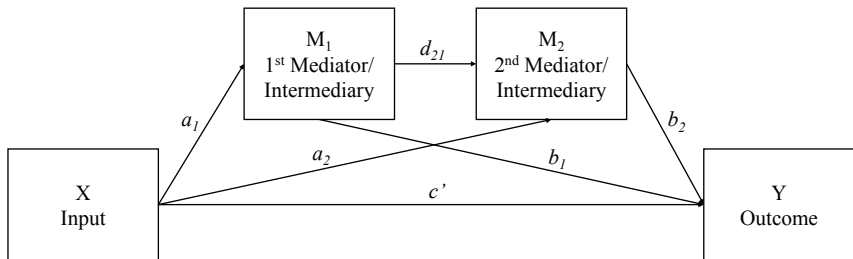 M₁
1ˢᵗ Mediator/
Intermediary
d₂₁
M₂
2ⁿᵈ Mediator/
Intermediary
a₁
a₂
b₁
b₂
X
Input
c’
Y
Outcome